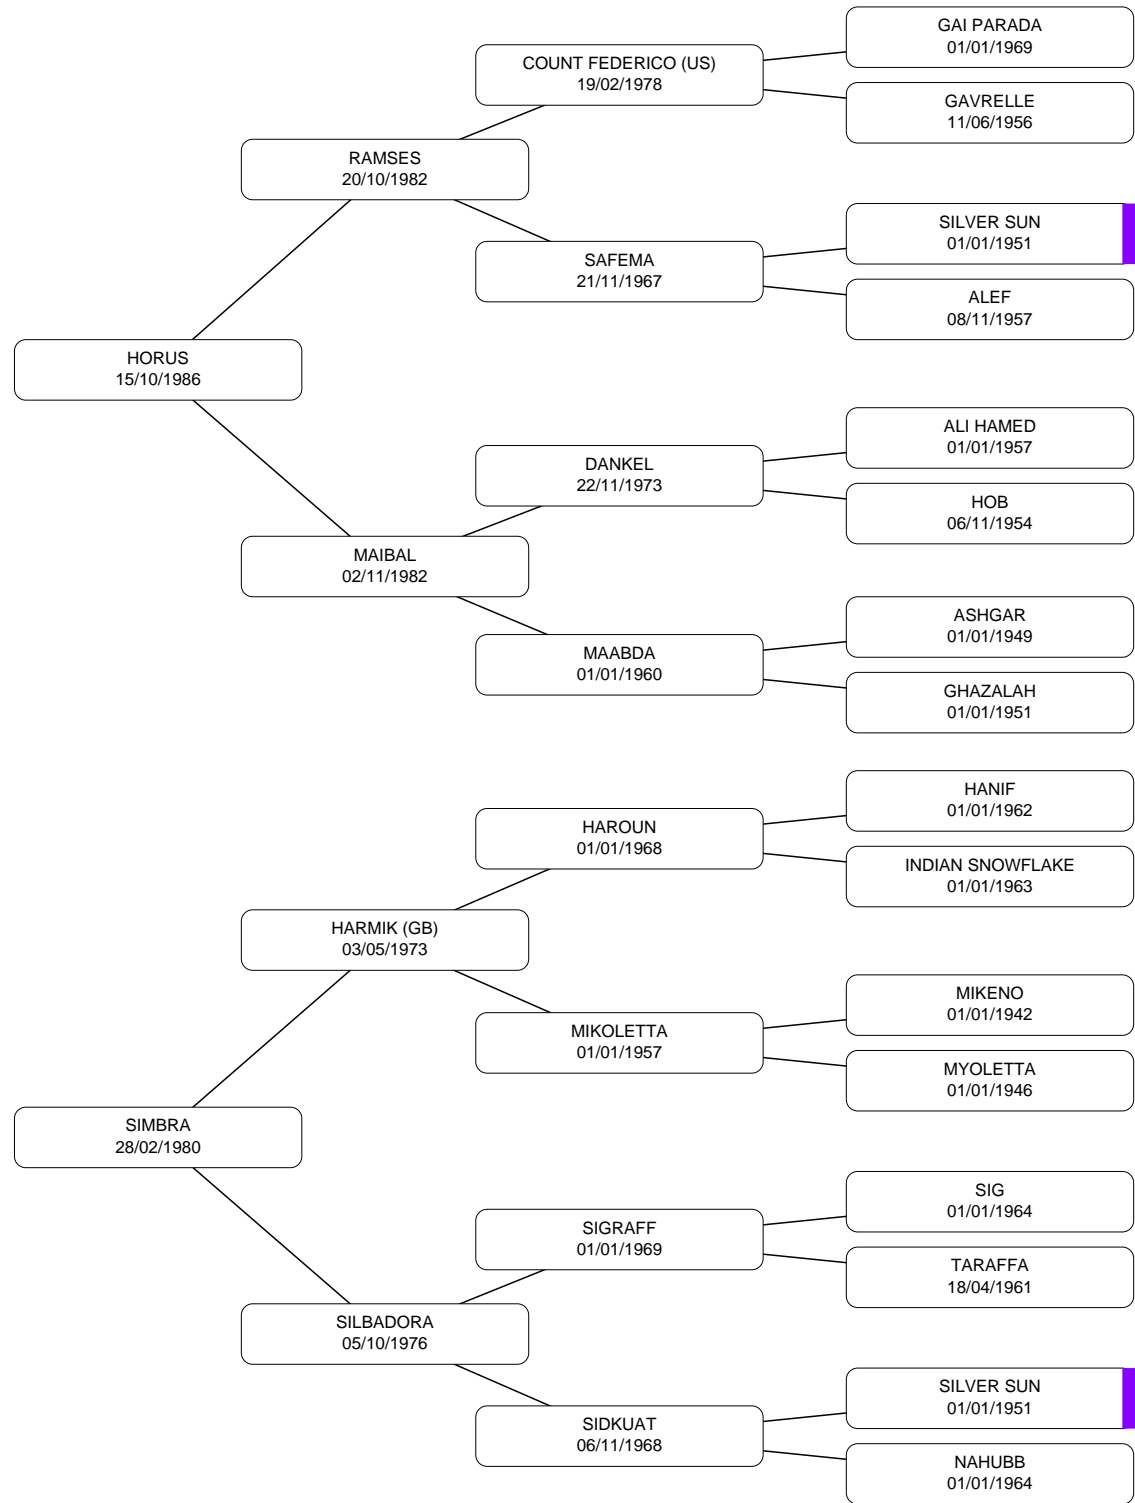 GAI PARADA
01/01/1969
COUNT FEDERICO (US)
19/02/1978
GAVRELLE
11/06/1956
RAMSES
20/10/1982
SILVER SUN
01/01/1951
SAFEMA
21/11/1967
ALEF
08/11/1957
HORUS
15/10/1986
ALI HAMED
01/01/1957
DANKEL
22/11/1973
HOB
06/11/1954
MAIBAL
02/11/1982
ASHGAR
01/01/1949
MAABDA
01/01/1960
GHAZALAH
01/01/1951
HANIF
01/01/1962
HAROUN
01/01/1968
INDIAN SNOWFLAKE
01/01/1963
HARMIK (GB)
03/05/1973
MIKENO
01/01/1942
MIKOLETTA
01/01/1957
MYOLETTA
01/01/1946
SIMBRA
28/02/1980
SIG
01/01/1964
SIGRAFF
01/01/1969
TARAFFA
18/04/1961
SILBADORA
05/10/1976
SILVER SUN
01/01/1951
SIDKUAT
06/11/1968
NAHUBB
01/01/1964